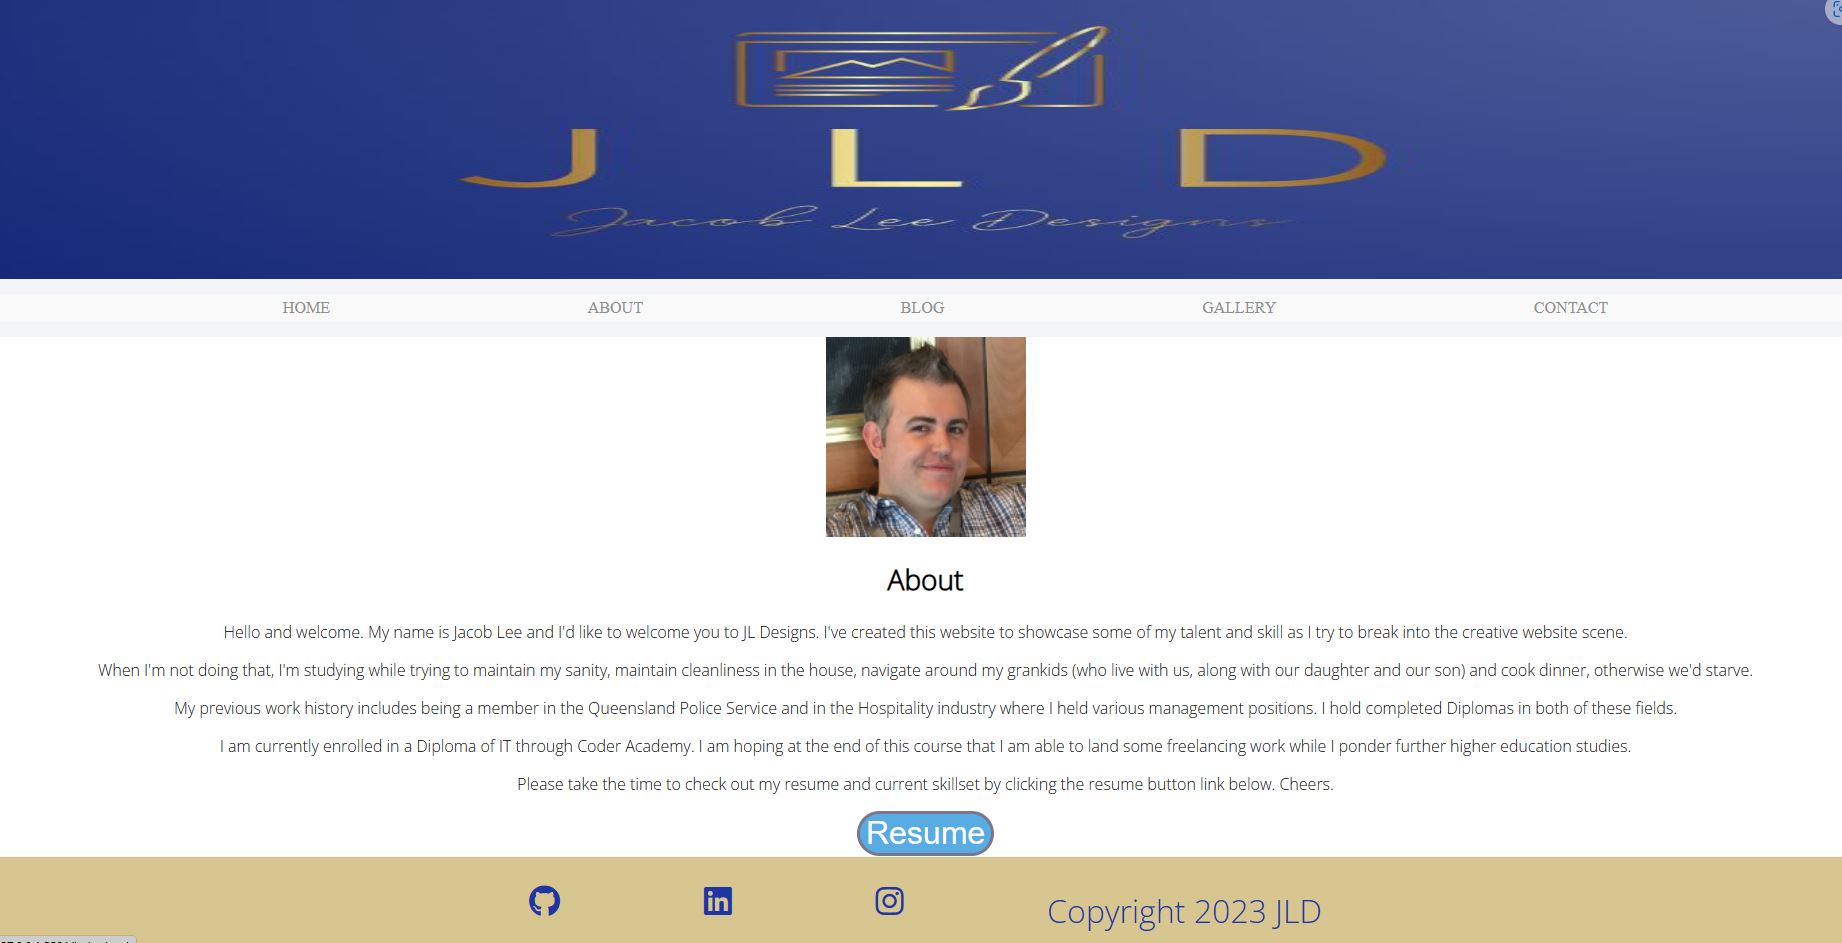 J L D
Jacob Lee Designs
HOME ABOUT BLOG GALLERY CONTACT
About
Hello and welcome. My name is Jacob Lee and I'd like to welcome you to JL Designs. I've created this website to showcase some of my talent and skill as I try to break into the creative website scene.
When I'm not doing that, I'm studying while trying to maintain my sanity, maintain cleanliness in the house, navigate around my grankids (who live with us, along with our daughter and our son) and cook dinner, otherwise we'd starve.
My previous work history includes being a member in the Queensland Police Service and in the Hospitality industry where I held various management positions. I hold completed Diplomas in both of these fields.
I am currently enrolled in a Diploma of IT through Coder Academy. I am hoping at the end of this course that I am able to land some freelancing work while I ponder further higher education studies.
Please take the time to check out my resume and current skillset by clicking the resume button link below. Cheers.
Resume
in
Copyright 2023 JLD